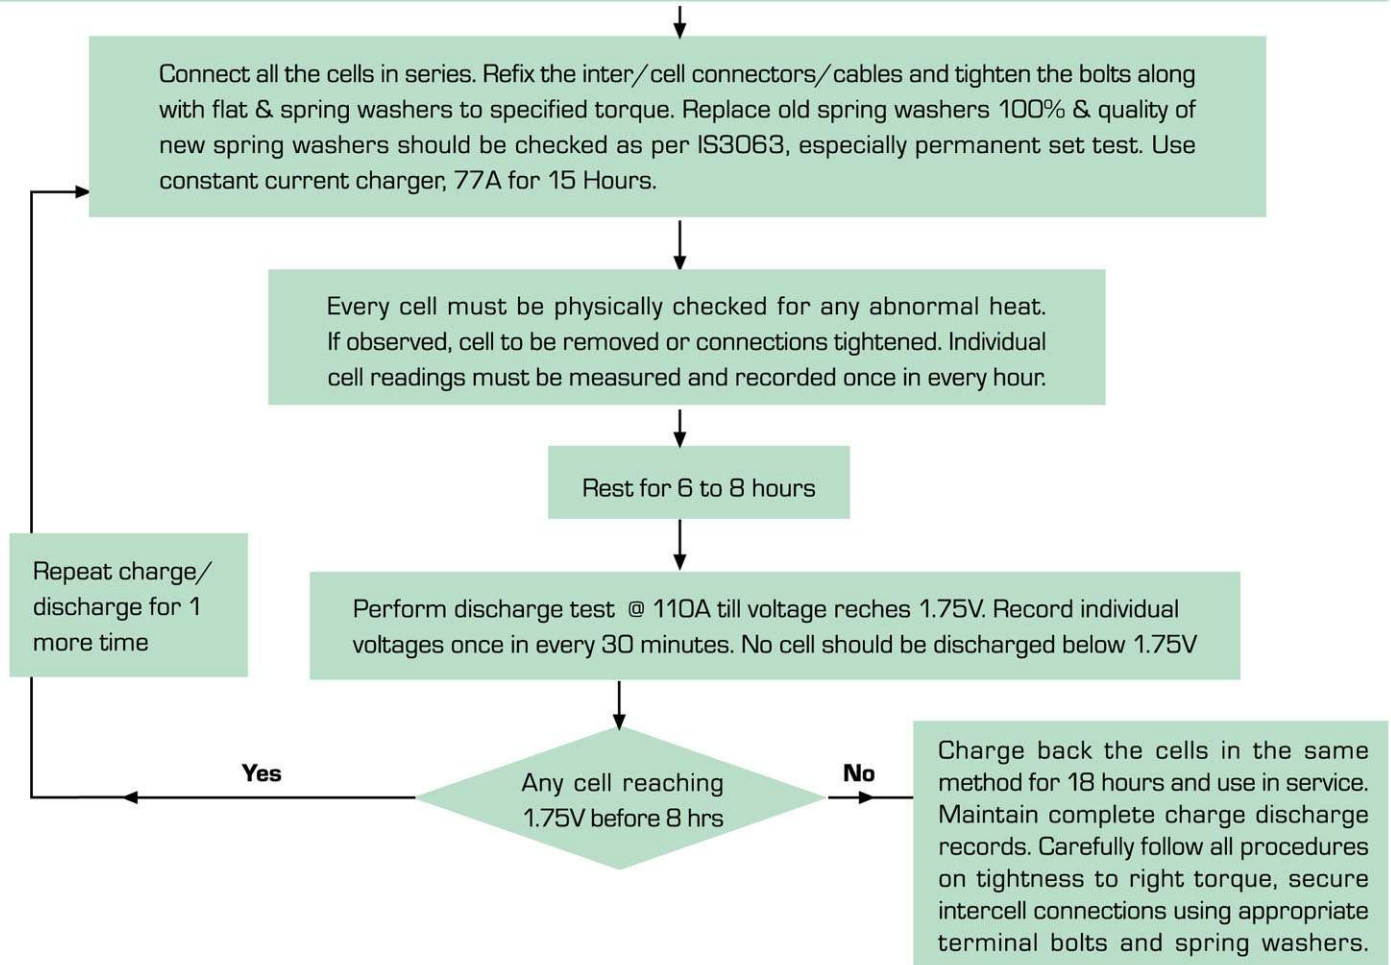 Connect all the cells in series. Refix the inter/cell connectors/cables and tighten the bolts along
with flat & spring washers to specified torque. Replace old spring washers 100% & quality of
new spring washers should be checked as per IS3063, especially permanent set test. Use
constant current charger, 77A for 15 Hours.
Every cell must be physically checked for any abnormal heat.
If observed, cell to be removed or connections tightened. Individual
cell readings must be measured and recorded once in every hour.
Rest for 6 to 8 hours
Repeat charge/
discharge for 1
more time
Perform discharge test @ 110A till voltage reches 1.75V. Record individual
voltages once in every 30 minutes. No cell should be discharged below 1.75V
Yes
Any cell reaching
1.75V before 8 hrs
No
Charge back the cells in the same
method for 18 hours and use in service.
Maintain complete charge discharge
records. Carefully follow all procedures
on tightness to right torque, secure
intercell connections using appropriate
terminal bolts and spring washers.